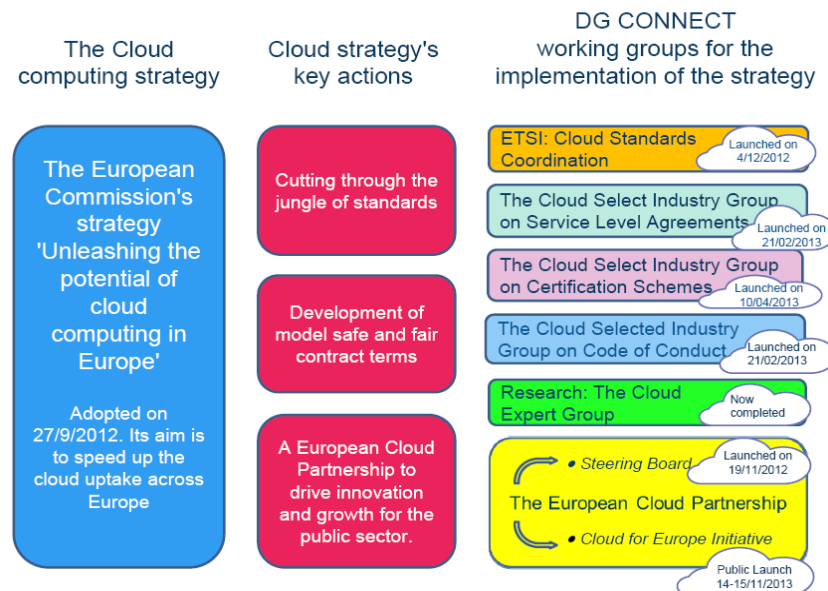 The Cloud
computing strategy
The European
Commission's
strategy
'Unleashing the
potential of
cloud
computing in
Europe'
Adopted on
27/9/2012. Its aim is
to speed up the
cloud uptake across
Europe
Cloud strategy's
key actions
Cutting through the
jungle of standards
Development of
model safe and fair
contract terms
A European Cloud
Partnership to
drive innovation
and growth for the
public sector.
DG CONNECT
working groups for the
implementation of the strategy
ETSI: Cloud Standards
Coordination
Launched on
4/12/2012
The Cloud Select Industry Group
on Service Level Agreements
Launched on
21/02/2013
The Cloud Select Industry Group
on Certification Schemes
Launched on
10/04/2013
The Cloud Selected Industry
Group on Code of Conduct
Launched on
21/02/2013
Research: The Cloud
Expert Group
Now
completed
• Steering Board
Launched on
19/11/2012
The European Cloud Partnership
• Cloud for Europe Initiative
Public Launch
14-15/11/2013